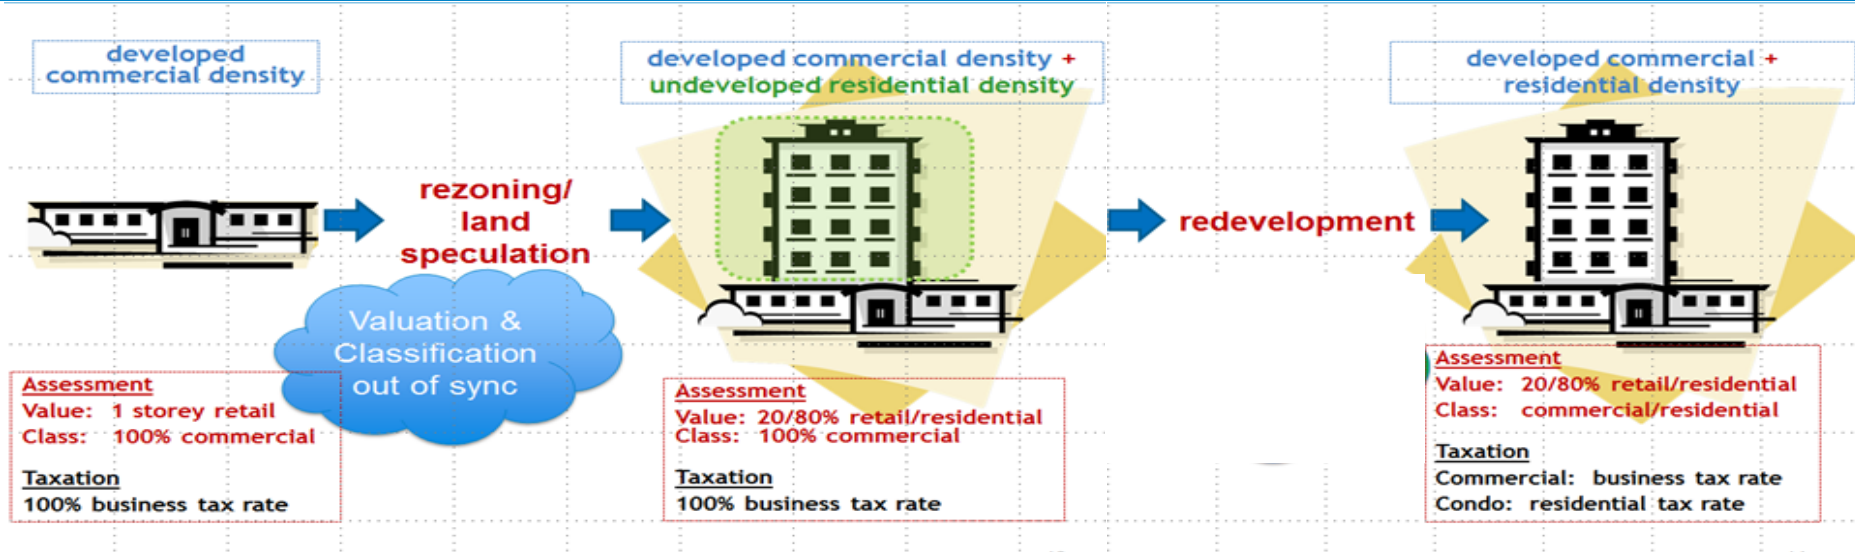 developed
commercial density
rezoning/
land
speculation
Valuation &
Classification
out of sync
Assessment
Value: 1 storey retail
Class: 100% commercial
Taxation
100% business tax rate
developed commercial density +
undeveloped residential density
Assessment
Value: 20/80% retail/residential
Class: 100% commercial
Taxation
100% business tax rate
redevelopment
developed commercial +
residential density
Assessment
Value: 20/80% retail/residential
Class: commercial/residential
Taxation
Commercial: business tax rate
Condo: residential tax rate